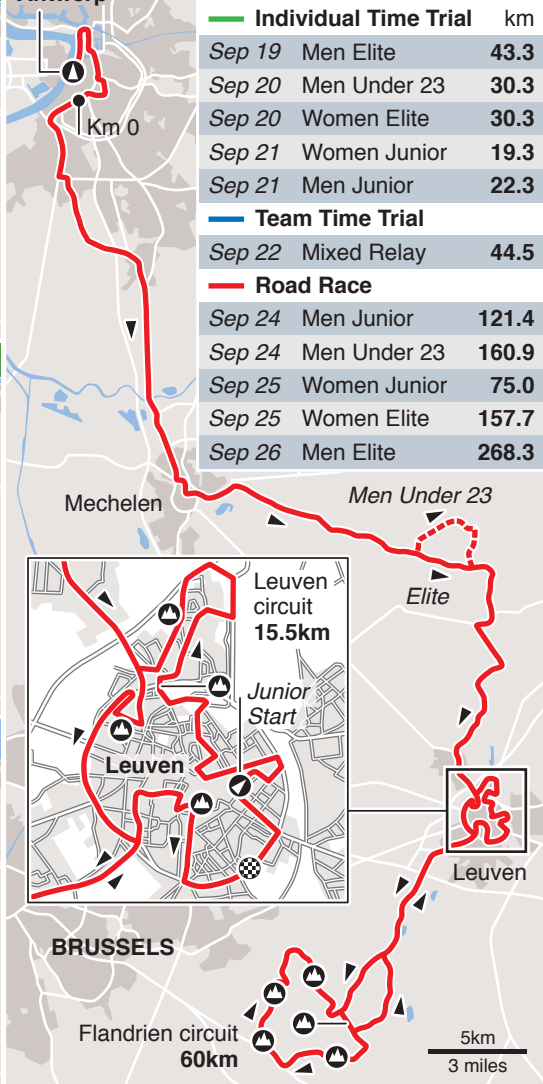 Individual Time Trial km
Sep 19 Men Elite 43.3
Sep 20 Men Under 23 30.3
Sep 20 Women Elite 30.3
Sep 21 Women Junior 19.3
Sep 21 Men Junior 22.3
Team Time Trial
Sep 22 Mixed Relay 44.5
Road Race
Sep 24 Men Junior 121.4
Sep 24 Men Under 23 160.9
Sep 25 Women Junior 75.0
Sep 25 Women Elite 157.7
Sep 26 Men Elite 268.3
Antwerp
Km 0
Mechelen
Men Under 23
Elite
Leuven
circuit
15.5km
Junior
Start
Leuven
Leuven
BRUSSELS
Flandrien circuit
60km
5km
3 miles